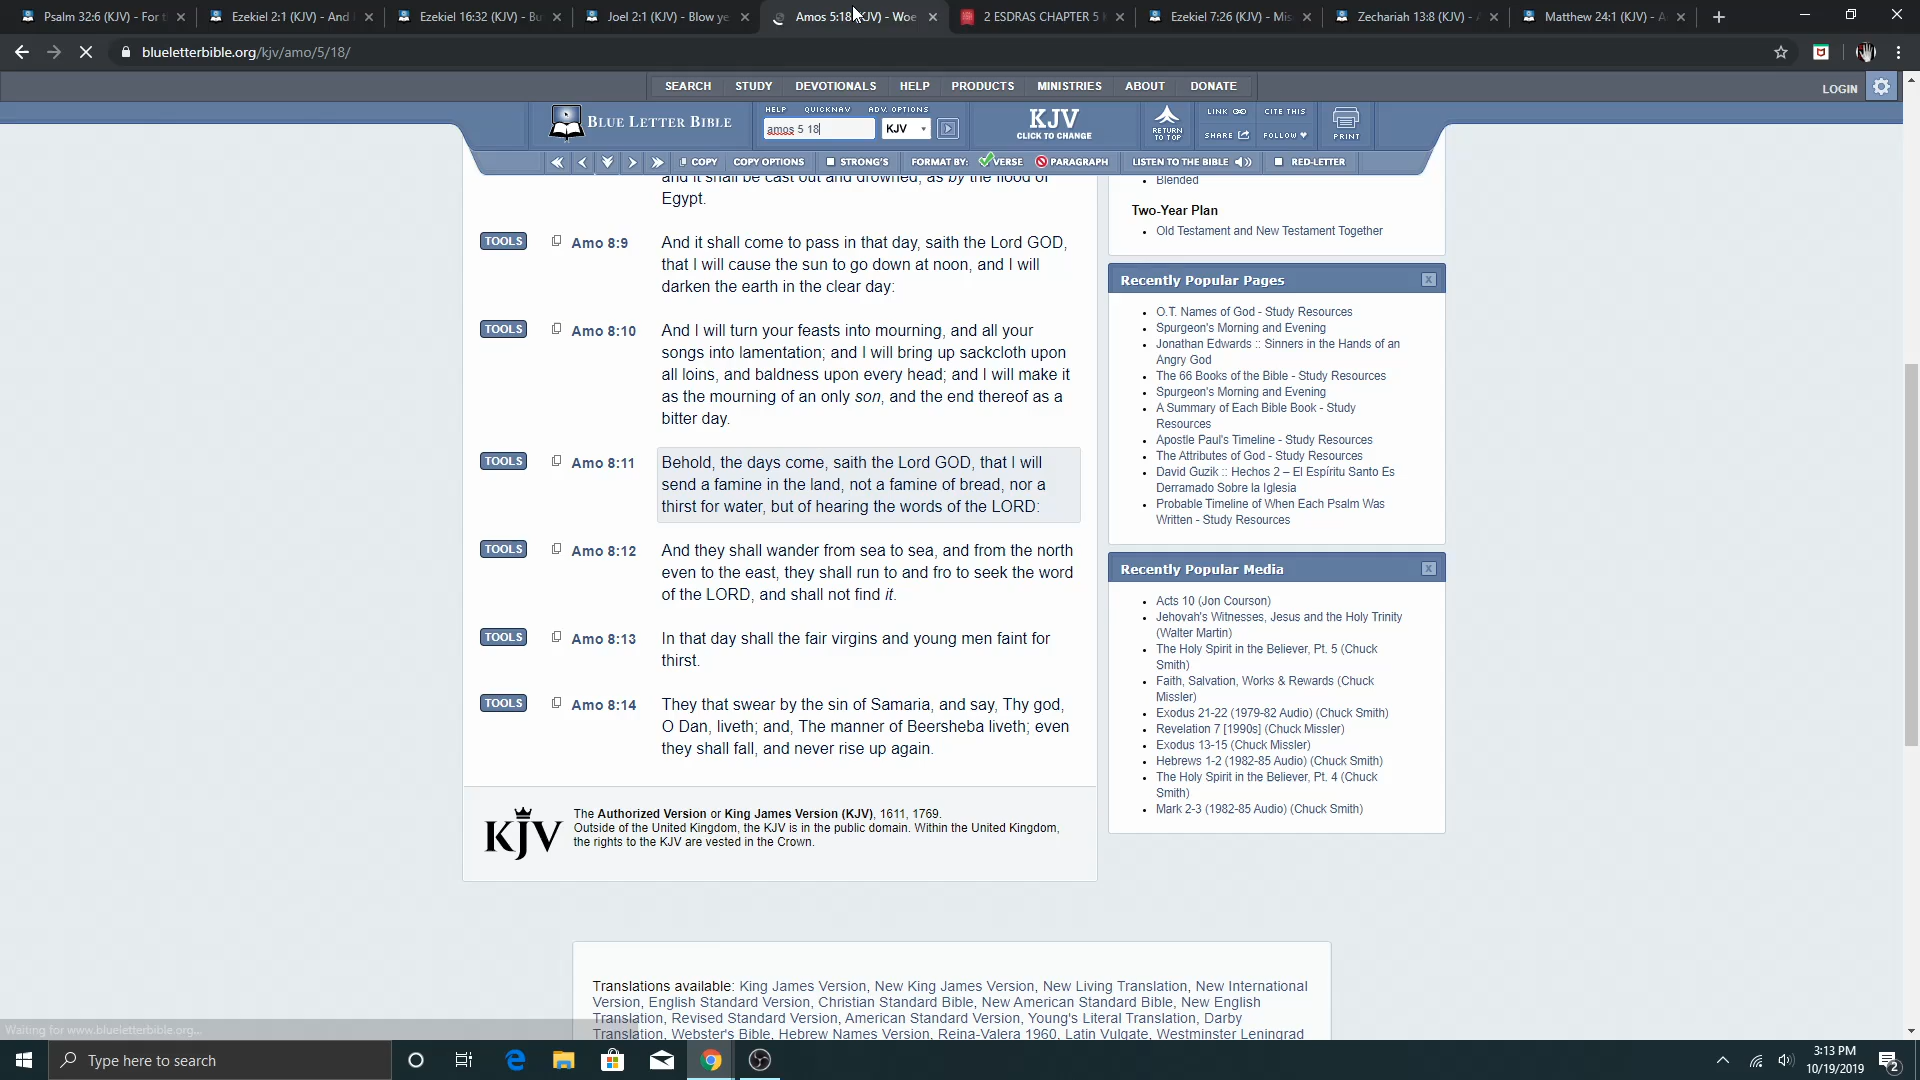 Psalm 32:6 (KJV) - For t
Ezekiel 2:1 (KJV) - And
Ezekiel 16:32 (KJV) - Bu
Joel 2:1 (KJV) - Blow ye
Amos 5:18 (KJV) - Woe
2 ESDRAS CHAPTER 5
Ezekiel 7:26 (KJV) - Mis
Zechariah 13:8 (KJV) - A
Matthew 24:1 (KJV) - A
blueletterbible.org/kjv/amo/5/18/
SEARCH STUDY DEVOTIONALS HELP PRODUCTS MINISTRIES ABOUT DONATE
LOGIN
BLUE LETTER BIBLE
HELP QUICKNAV ADV. OPTIONS
amos 5 18
KJV
KJV
CLICK TO CHANGE
RETURN
TO TOP
LINK CITE THIS
SHARE FOLLOW
PRINT
COPY COPY OPTIONS STRONG'S FORMAT BY: VERSE PARAGRAPH LISTEN TO THE BIBLE RED-LETTER
and it shall be cast out and drowned, as by the flood of
Egypt.
TOOLS Amo 8:9 And it shall come to pass in that day, saith the Lord GOD,
that I will cause the sun to go down at noon, and I will
darken the earth in the clear day:
TOOLS Amo 8:10 And I will turn your feasts into mourning, and all your
songs into lamentation; and I will bring up sackcloth upon
all loins, and baldness upon every head; and I will make it
as the mourning of an only son, and the end thereof as a
bitter day.
TOOLS Amo 8:11 Behold, the days come, saith the Lord GOD, that I will
send a famine in the land, not a famine of bread, nor a
thirst for water, but of hearing the words of the LORD:
TOOLS Amo 8:12 And they shall wander from sea to sea, and from the north
even to the east, they shall run to and fro to seek the word
of the LORD, and shall not find it.
TOOLS Amo 8:13 In that day shall the fair virgins and young men faint for
thirst.
TOOLS Amo 8:14 They that swear by the sin of Samaria, and say, Thy god,
O Dan, liveth; and, The manner of Beersheba liveth; even
they shall fall, and never rise up again.
KJV
The Authorized Version or King James Version (KJV), 1611, 1769.
Outside of the United Kingdom, the KJV is in the public domain. Within the United Kingdom,
the rights to the KJV are vested in the Crown.
Blended
Two-Year Plan
Old Testament and New Testament Together
Recently Popular Pages
x
O.T. Names of God - Study Resources
Spurgeon's Morning and Evening
Jonathan Edwards :: Sinners in the Hands of an
Angry God
The 66 Books of the Bible - Study Resources
Spurgeon's Morning and Evening
A Summary of Each Bible Book - Study
Resources
Apostle Paul's Timeline - Study Resources
The Attributes of God - Study Resources
David Guzik :: Hechos 2 – El Espíritu Santo Es
Derramado Sobre la Iglesia
Probable Timeline of When Each Psalm Was
Written - Study Resources
Recently Popular Media
x
Acts 10 (Jon Courson)
Jehovah's Witnesses, Jesus and the Holy Trinity
(Walter Martin)
The Holy Spirit in the Believer, Pt. 5 (Chuck
Smith)
Faith, Salvation, Works & Rewards (Chuck
Missler)
Exodus 21-22 (1979-82 Audio) (Chuck Smith)
Revelation 7 [1990s] (Chuck Missler)
Exodus 13-15 (Chuck Missler)
Hebrews 1-2 (1982-85 Audio) (Chuck Smith)
The Holy Spirit in the Believer, Pt. 4 (Chuck
Smith)
Mark 2-3 (1982-85 Audio) (Chuck Smith)
Translations available: King James Version, New King James Version, New Living Translation, New International
Version, English Standard Version, Christian Standard Bible, New American Standard Bible, New English
Translation, Revised Standard Version, American Standard Version, Young's Literal Translation, Darby
Translation, Webster's Bible, Hebrew Names Version, Reina-Valera 1960, Latin Vulgate, Westminster Leningrad
Waiting for www.blueletterbible.org...
Type here to search
3:13 PM
10/19/2019
2